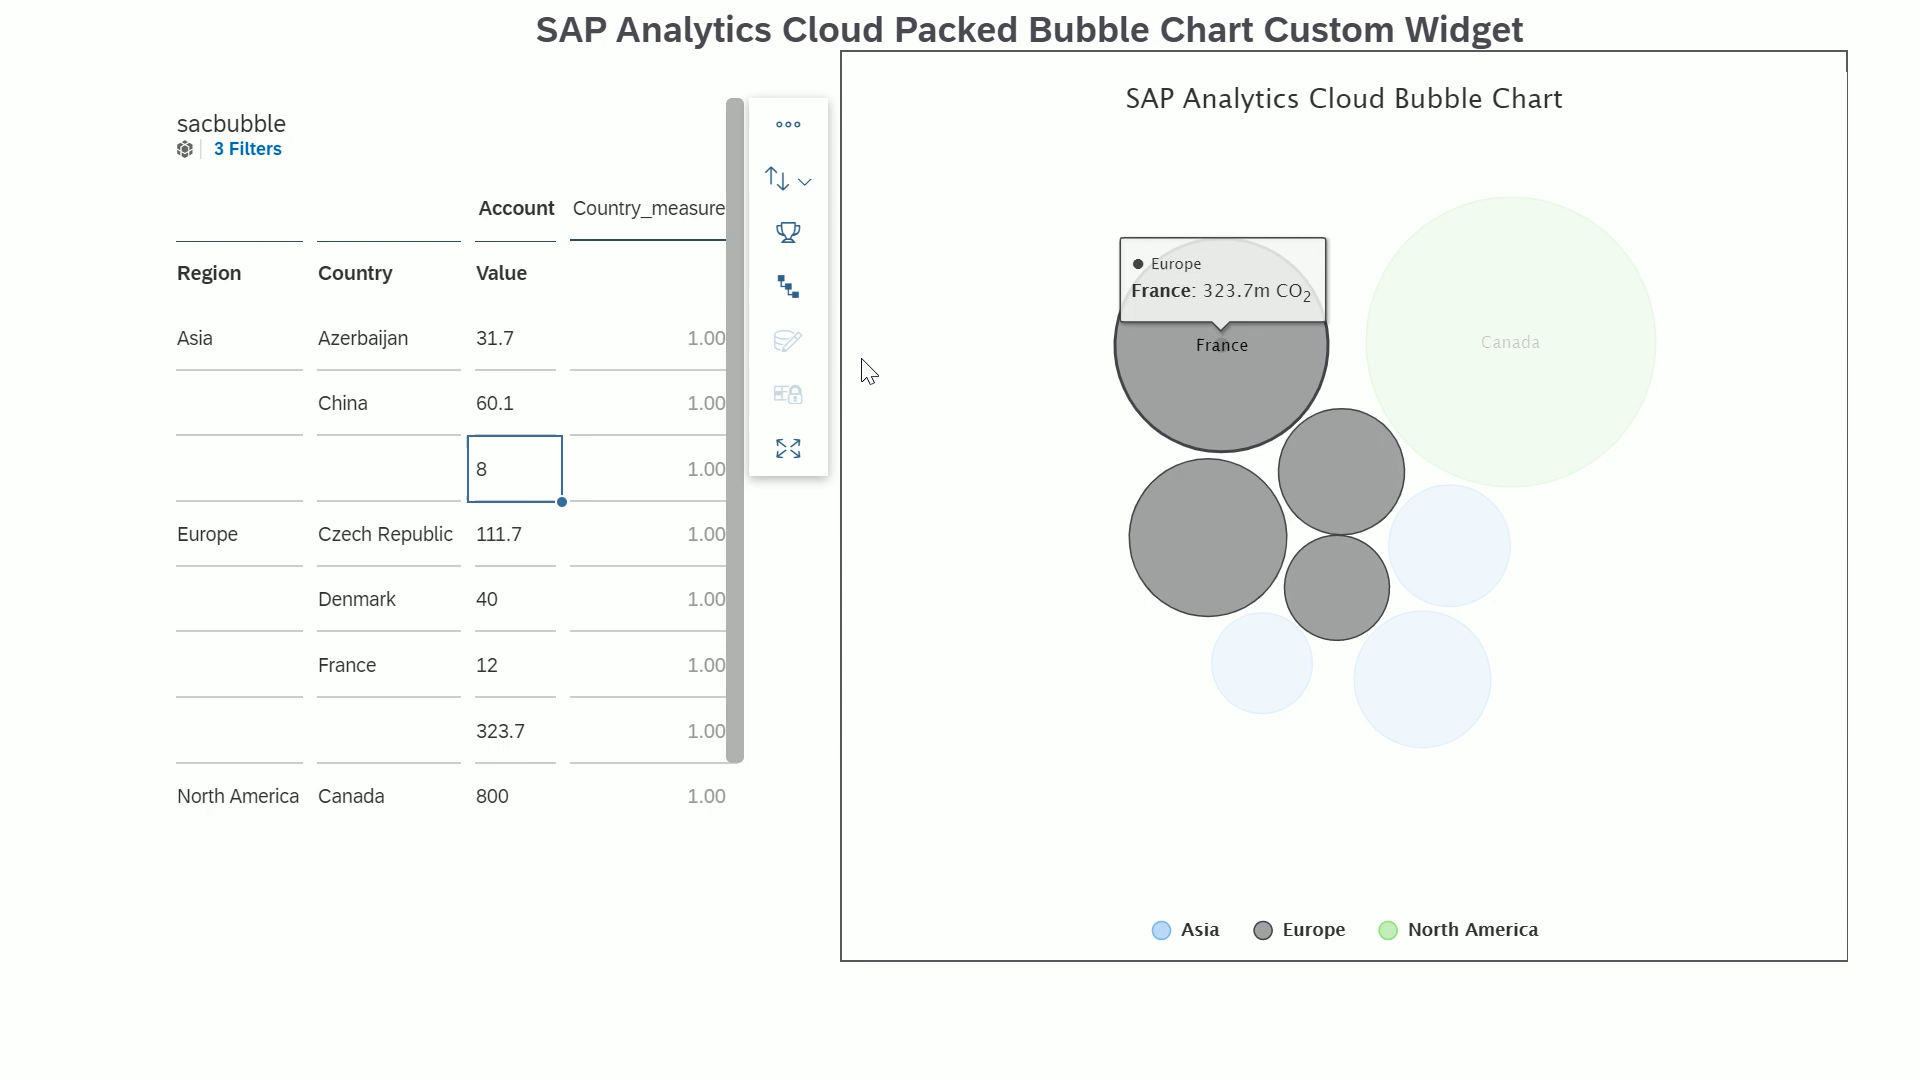 SAP Analytics Cloud Packed Bubble Chart Custom Widget
sacbubble
3 Filters
Account Country_measure
Region Country Value
Asia Azerbaijan 31.7 1.00
China 60.1 1.00
8 1.00
Europe Czech Republic 111.7 1.00
Denmark 40 1.00
France 12 1.00
323.7 1.00
North America Canada 800 1.00
SAP Analytics Cloud Bubble Chart
● Europe
France: 323.7m CO₂
France
Canada
Asia Europe North America